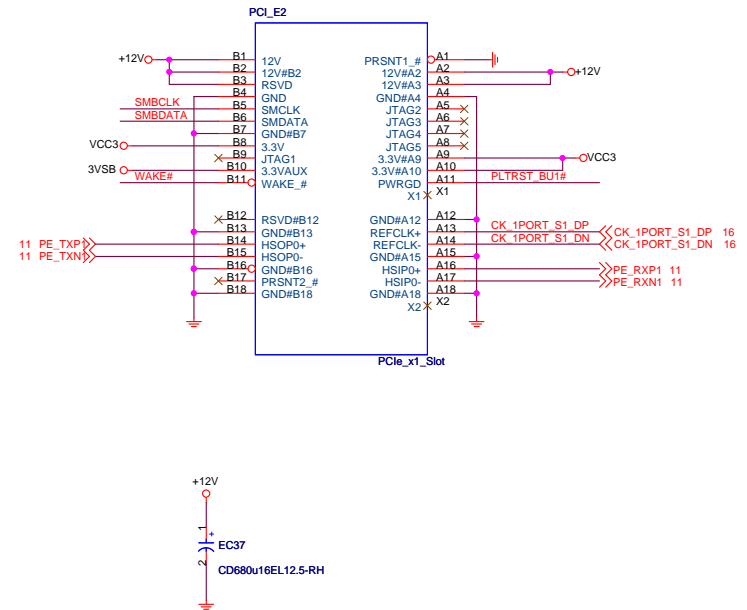 PCI_E2
+12V B1 12V PRSNT1_# A1
B2 12V#B2 12V#A2 A2 +12V
B3 RSVD 12V#A3 A3
B4 GND GND#A4 A4
SMBCLK B5 SMCLK JTAG2 A5
SMBDATA B6 SMDATA JTAG3 A6
B7 GND#B7 JTAG4 A7
VCC3 B8 3.3V JTAG5 A8
B9 JTAG1 3.3V#A9 A9 VCC3
3VSB B10 3.3VAUX 3.3V#A10 A10
WAKE# B11 WAKE_# PWRGD A11 PLTRST_BU1#
X1 X1
B12 RSVD#B12 GND#A12 A12
B13 GND#B13 REFCLK+ A13 CK_1PORT_S1_DP CK_1PORT_S1_DP 16
11 PE_TXP1 B14 HSOP0+ REFCLK- A14 CK_1PORT_S1_DN CK_1PORT_S1_DN 16
11 PE_TXN1 B15 HSOP0- GND#A15 A15
B16 GND#B16 HSIP0+ A16 PE_RXP1 11
B17 PRSNT2_# HSIP0- A17 PE_RXN1 11
B18 GND#B18 GND#A18 A18
X2 X2
PCIe_x1_Slot
+12V
1
+
EC37
2
CD680u16EL12.5-RH